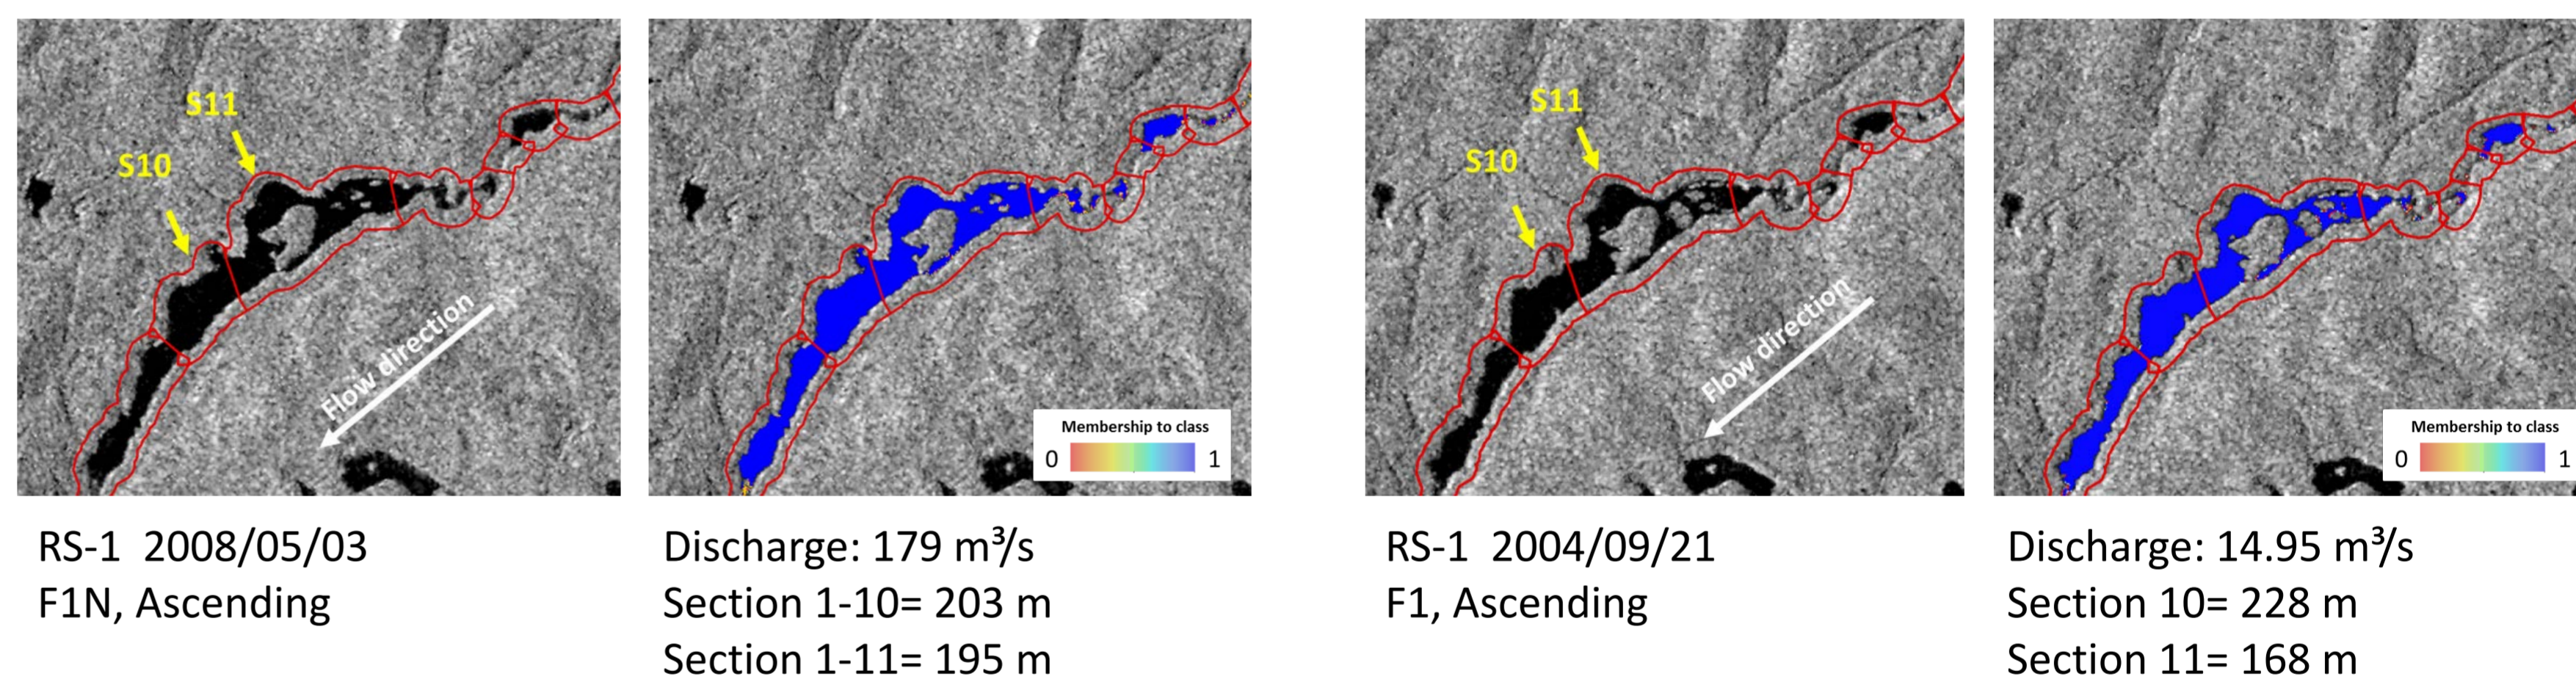 S11
S10
Flow direction
Membership to class
0 1
S11
S10
Flow direction
Membership to class
0 1
RS-1 2008/05/03
F1N, Ascending
Discharge: 179 m³/s
Section 1-10= 203 m
Section 1-11= 195 m
RS-1 2004/09/21
F1, Ascending
Discharge: 14.95 m³/s
Section 10= 228 m
Section 11= 168 m